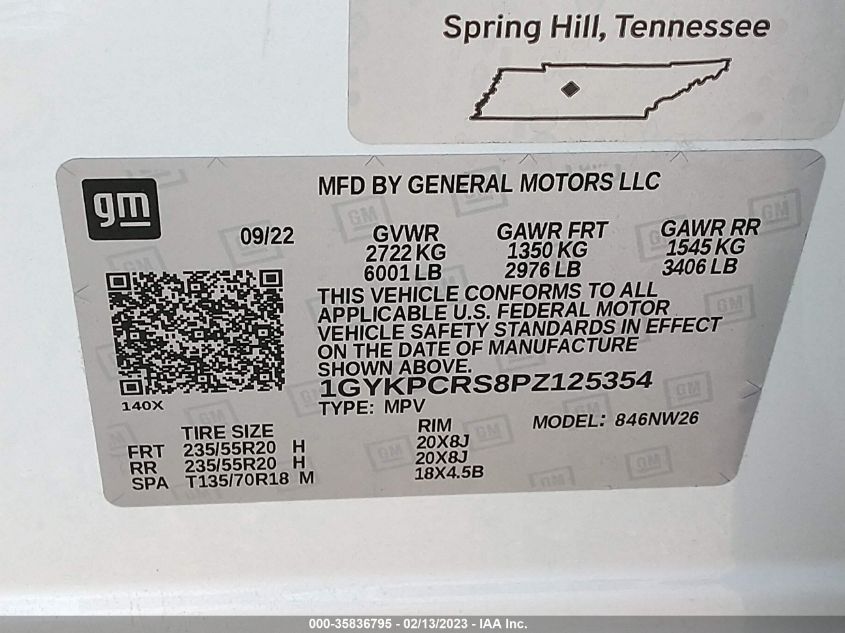 Spring Hill, Tennessee
gm
MFD BY GENERAL MOTORS LLC
09/22
GVWR GAWR FRT GAWR RR
2722 KG 1350 KG 1545 KG
6001 LB 2976 LB 3406 LB
THIS VEHICLE CONFORMS TO ALL
APPLICABLE U.S. FEDERAL MOTOR
VEHICLE SAFETY STANDARDS IN EFFECT
ON THE DATE OF MANUFACTURE
SHOWN ABOVE.
1GYKPCRS8PZ125354
140X
TYPE: MPV
MODEL: 846NW26
TIRE SIZE RIM
FRT 235/55R20 H 20X8J
RR 235/55R20 H 20X8J
SPA T135/70R18 M 18X4.5B
000-35836795 - 02/13/2023 - IAA Inc.